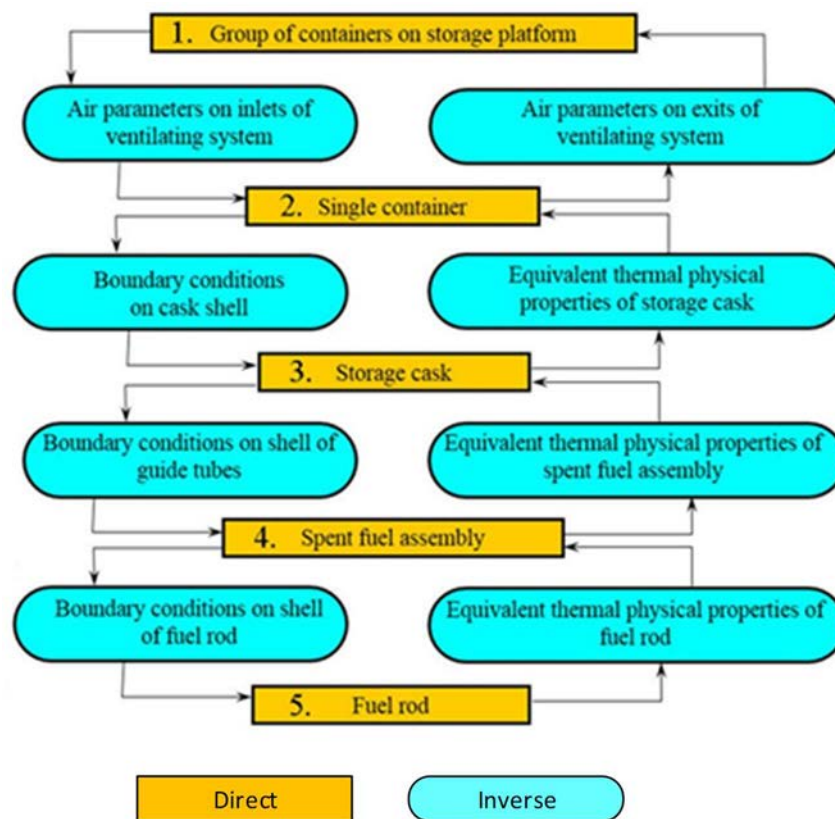 1. Group of containers on storage platform
Air parameters on inlets of
ventilating system
Air parameters on exits of
ventilating system
2. Single container
Boundary conditions
on cask shell
Equivalent thermal physical
properties of storage cask
3. Storage cask
Boundary conditions on shell of
guide tubes
Equivalent thermal physical properties of
spent fuel assembly
4. Spent fuel assembly
Boundary conditions on shell
of fuel rod
Equivalent thermal physical properties of
fuel rod
5. Fuel rod
Direct
Inverse